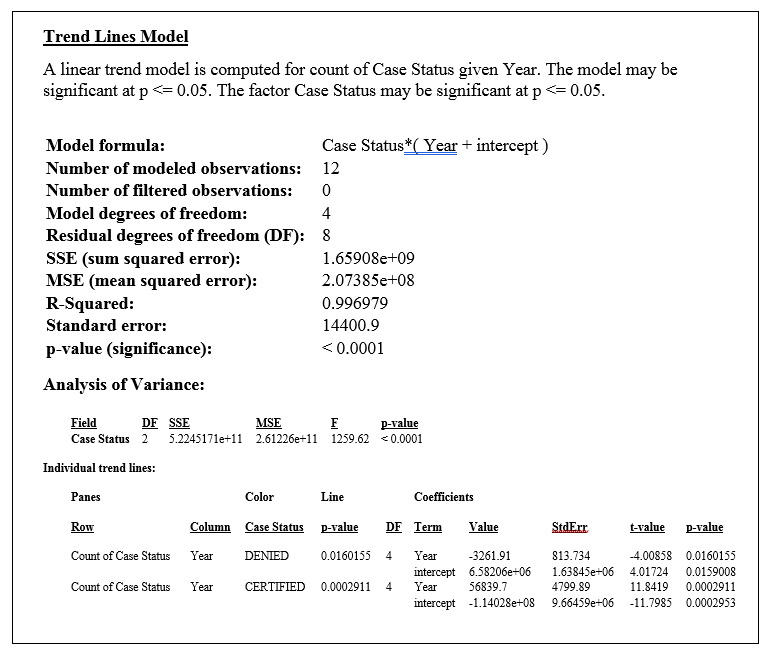 Trend Lines Model
A linear trend model is computed for count of Case Status given Year. The model may be
significant at p <= 0.05. The factor Case Status may be significant at p <= 0.05.
Model formula: Case Status*( Year + intercept )
Number of modeled observations: 12
Number of filtered observations: 0
Model degrees of freedom: 4
Residual degrees of freedom (DF): 8
SSE (sum squared error): 1.65908e+09
MSE (mean squared error): 2.07385e+08
R-Squared: 0.996979
Standard error: 14400.9
p-value (significance): < 0.0001
Analysis of Variance:
Field DF SSE MSE F p-value
Case Status 2 5.2245171e+11 2.61226e+11 1259.62 < 0.0001
Individual trend lines:
Panes Color Line Coefficients
Row Column Case Status p-value DF Term Value StdErr t-value p-value
Count of Case Status Year DENIED 0.0160155 4 Year -3261.91 813.734 -4.00858 0.0160155
intercept 6.58206e+06 1.63845e+06 4.01724 0.0159008
Count of Case Status Year CERTIFIED 0.0002911 4 Year 56839.7 4799.89 11.8419 0.0002911
intercept -1.14028e+08 9.66459e+06 -11.7985 0.0002953